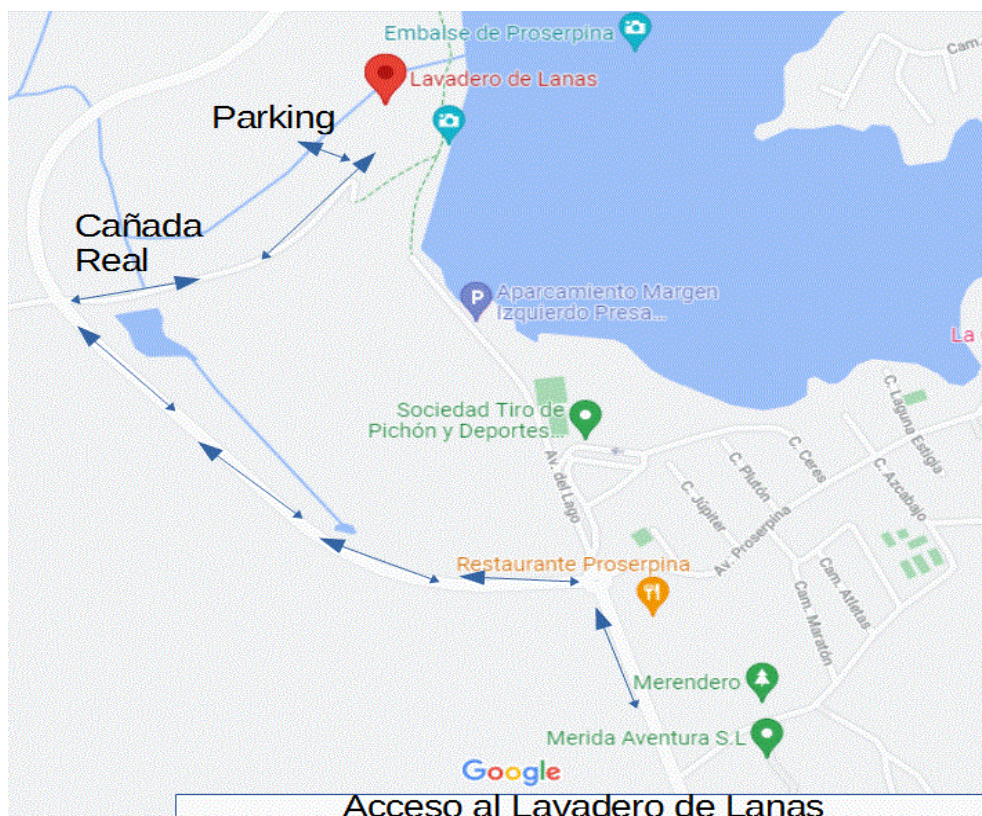 Embalse de Proserpina
Lavadero de Lanas
Parking
Cañada
Real
Aparcamiento Margen
Izquierdo Presa...
La
Sociedad Tiro de
Pichón y Deportes...
Av. del Lago
C. Laguna Estigia
C. Ceres
C. Plutón
C. Azcabajo
C. Júpiter
Av. Proserpina
Restaurante Proserpina
Cam. Atletas
Cam. Maratón
Merendero
Merida Aventura S.L
Google
Acceso al Lavadero de Lanas
Cam.